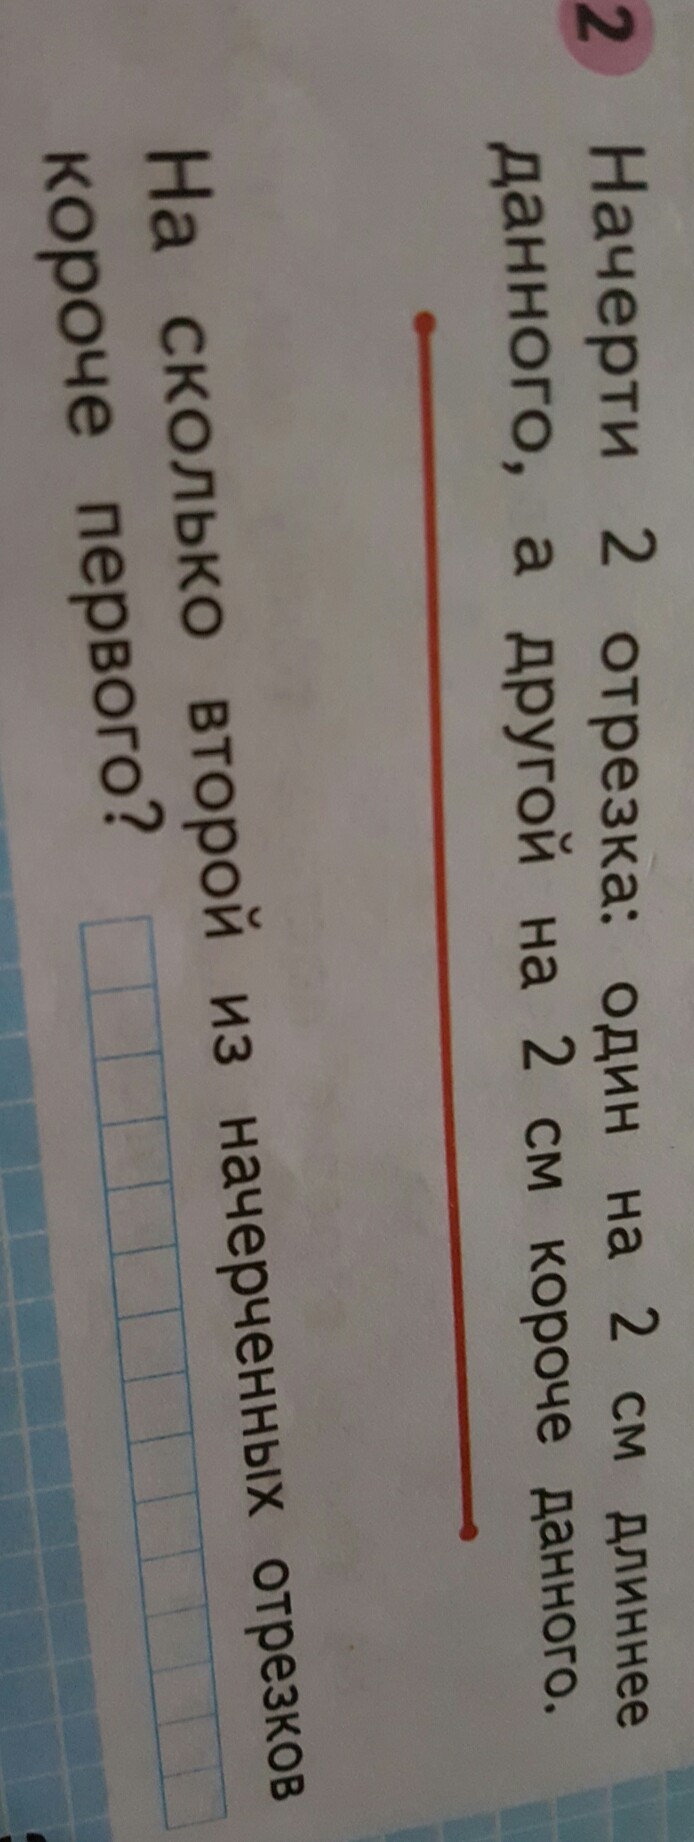 2 Начерти 2 отрезка: один на 2 см длиннее
данного, а другой на 2 см короче данного.
На сколько второй из начерченных отрезков
короче первого?